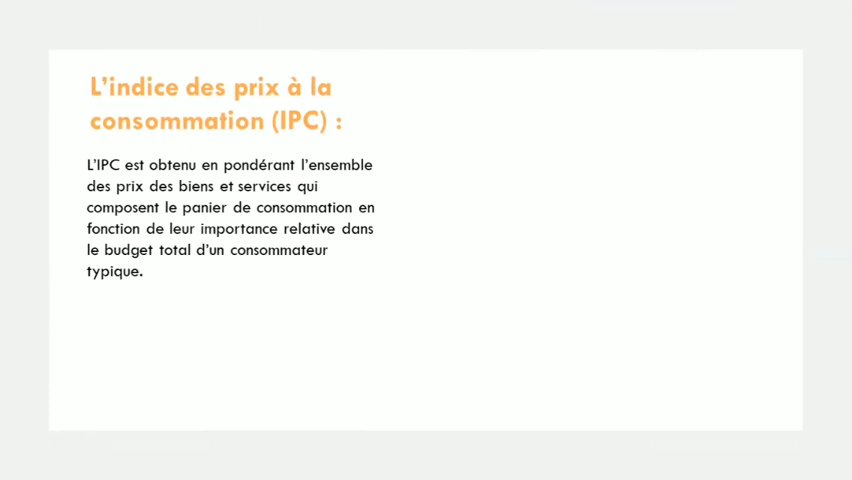 L'indice des prix à la
consommation (IPC) :
L'IPC est obtenu en pondérant l'ensemble
des prix des biens et services qui
composent le panier de consommation en
fonction de leur importance relative dans
le budget total d'un consommateur
typique.